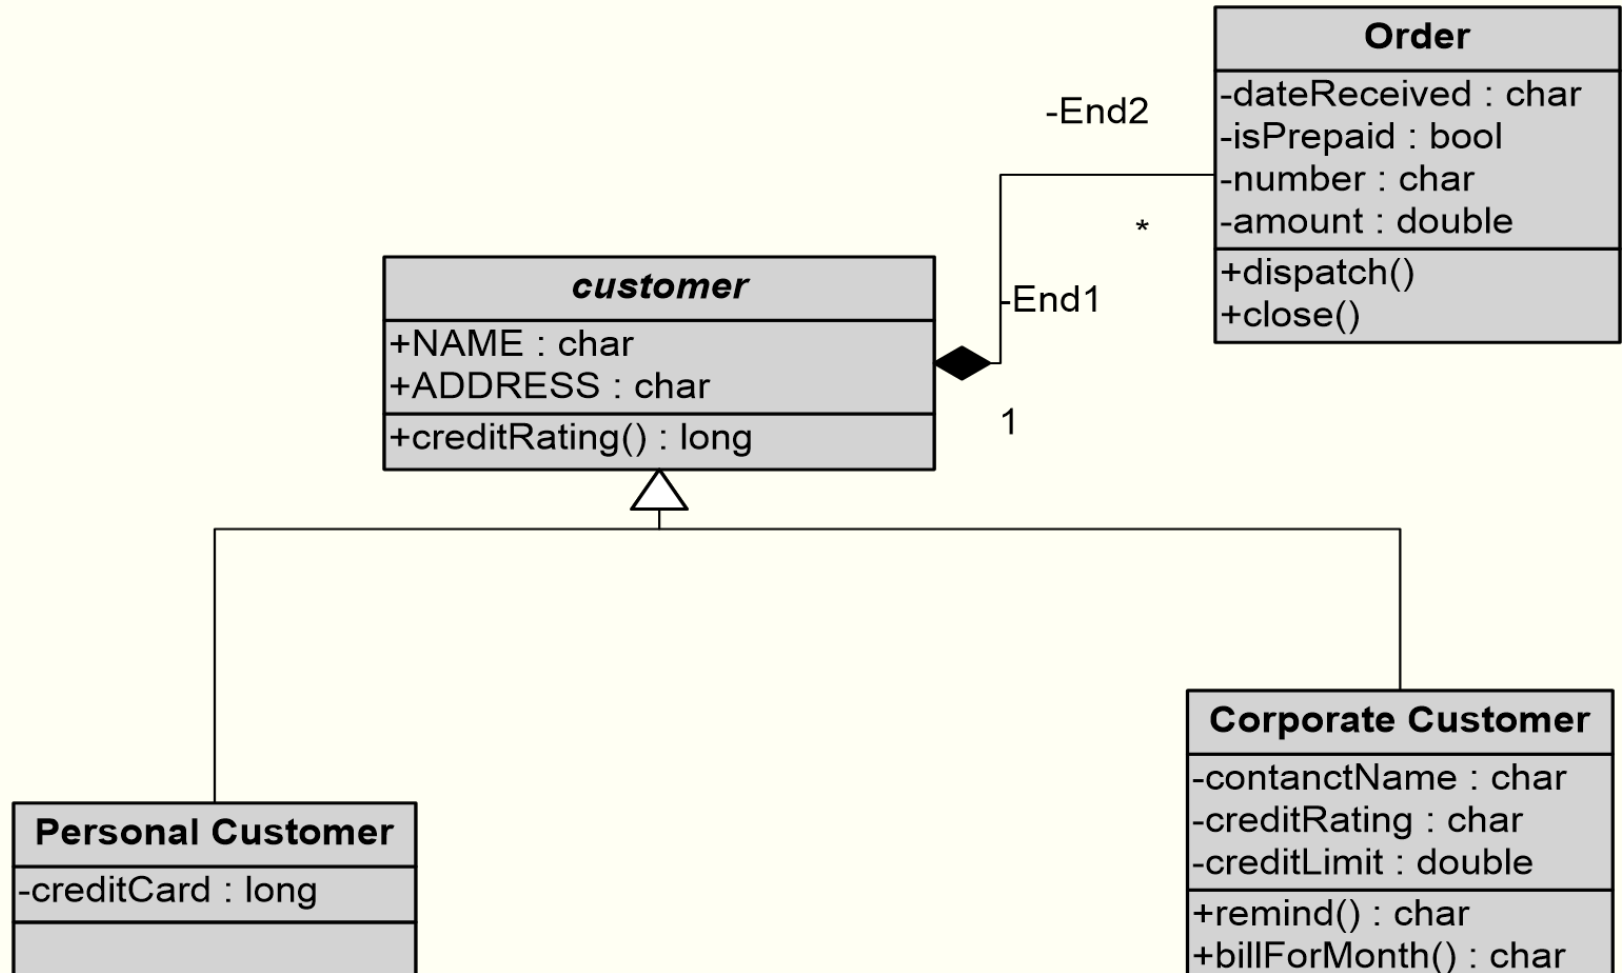 Order
-dateReceived : char
-isPrepaid : bool
-number : char
-amount : double
+dispatch()
+close()
-End2
*
customer
+NAME : char
+ADDRESS : char
+creditRating() : long
-End1
1
Personal Customer
-creditCard : long
Corporate Customer
-contanctName : char
-creditRating : char
-creditLimit : double
+remind() : char
+billForMonth() : char